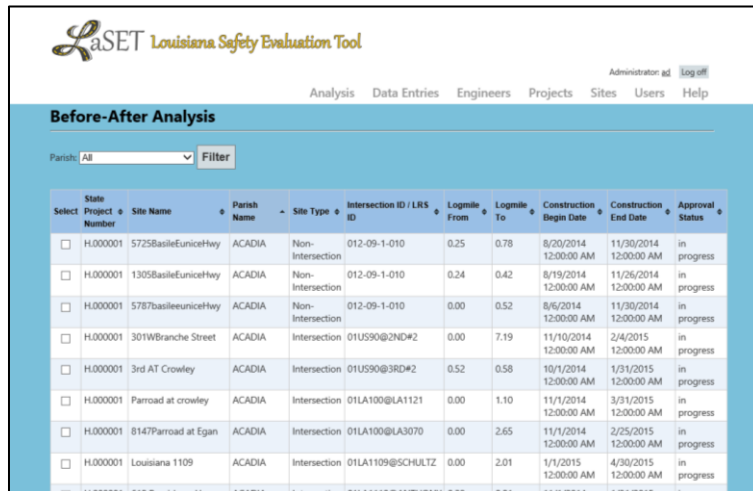 LaSET Louisiana Safety Evaluation Tool
Administrator: ad Log off
Analysis Data Entries Engineers Projects Sites Users Help
Before-After Analysis
Parish: All Filter
Select State Project Number Site Name Parish Name Site Type Intersection ID / LRS ID Logmile From Logmile To Construction Begin Date Construction End Date Approval Status
H.000001 5725BasileEuniceHwy ACADIA Non-Intersection 012-09-1-010 0.25 0.78 8/20/2014 12:00:00 AM 11/30/2014 12:00:00 AM in progress
H.000001 1305BasileEuniceHwy ACADIA Non-Intersection 012-09-1-010 0.24 0.42 8/19/2014 12:00:00 AM 11/26/2014 12:00:00 AM in progress
H.000001 5787basileeuniceHwy ACADIA Non-Intersection 012-09-1-010 0.00 0.52 8/6/2014 12:00:00 AM 11/30/2014 12:00:00 AM in progress
H.000001 301WBranche Street ACADIA Intersection 01US90@2ND#2 0.00 7.19 11/10/2014 12:00:00 AM 2/4/2015 12:00:00 AM in progress
H.000001 3rd AT Crowley ACADIA Intersection 01US90@3RD#2 0.52 0.58 10/1/2014 12:00:00 AM 1/31/2015 12:00:00 AM in progress
H.000001 Parroad at crowley ACADIA Intersection 01LA100@LA1121 0.00 1.10 11/1/2014 12:00:00 AM 3/31/2015 12:00:00 AM in progress
H.000001 8147Parroad at Egan ACADIA Intersection 01LA100@LA3070 0.00 2.65 11/1/2014 12:00:00 AM 2/25/2015 12:00:00 AM in progress
H.000001 Louisiana 1109 ACADIA Intersection 01LA1109@SCHULTZ 0.00 2.01 1/1/2015 12:00:00 AM 4/30/2015 12:00:00 AM in progress